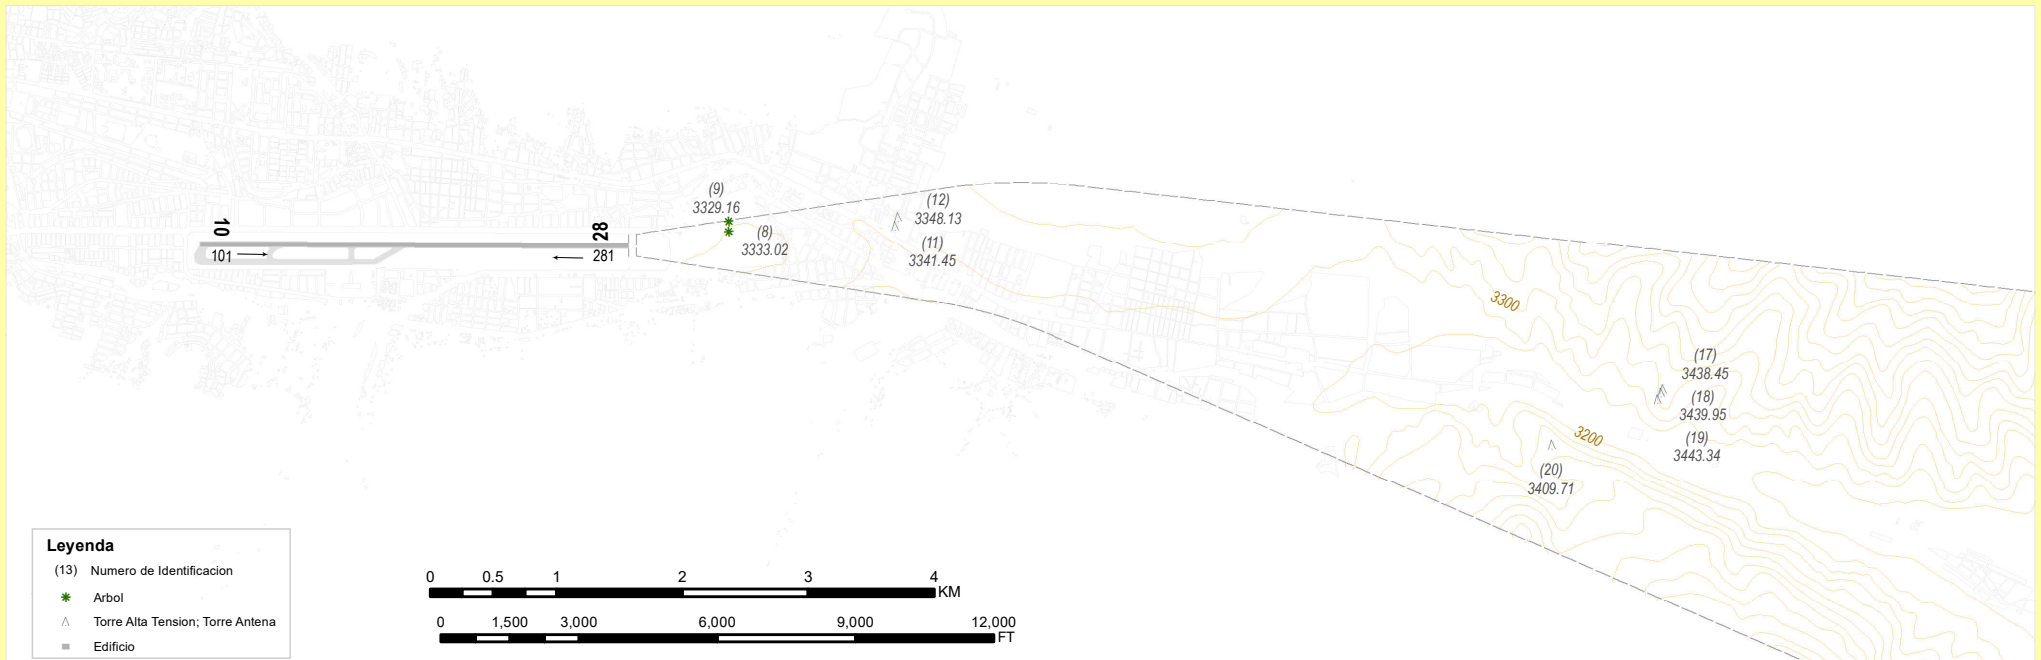 (9)
3329.16
(8)
3333.02
(12)
3348.13
(11)
3341.45
10
28
101
281
3300
(17)
3438.45
(18)
3439.95
(19)
3443.34
3200
(20)
3409.71
Leyenda
(13) Numero de Identificacion
Arbol
Torre Alta Tension; Torre Antena
Edificio
0 0.5 1 2 3 4
KM
0 1,500 3,000 6,000 9,000 12,000
FT